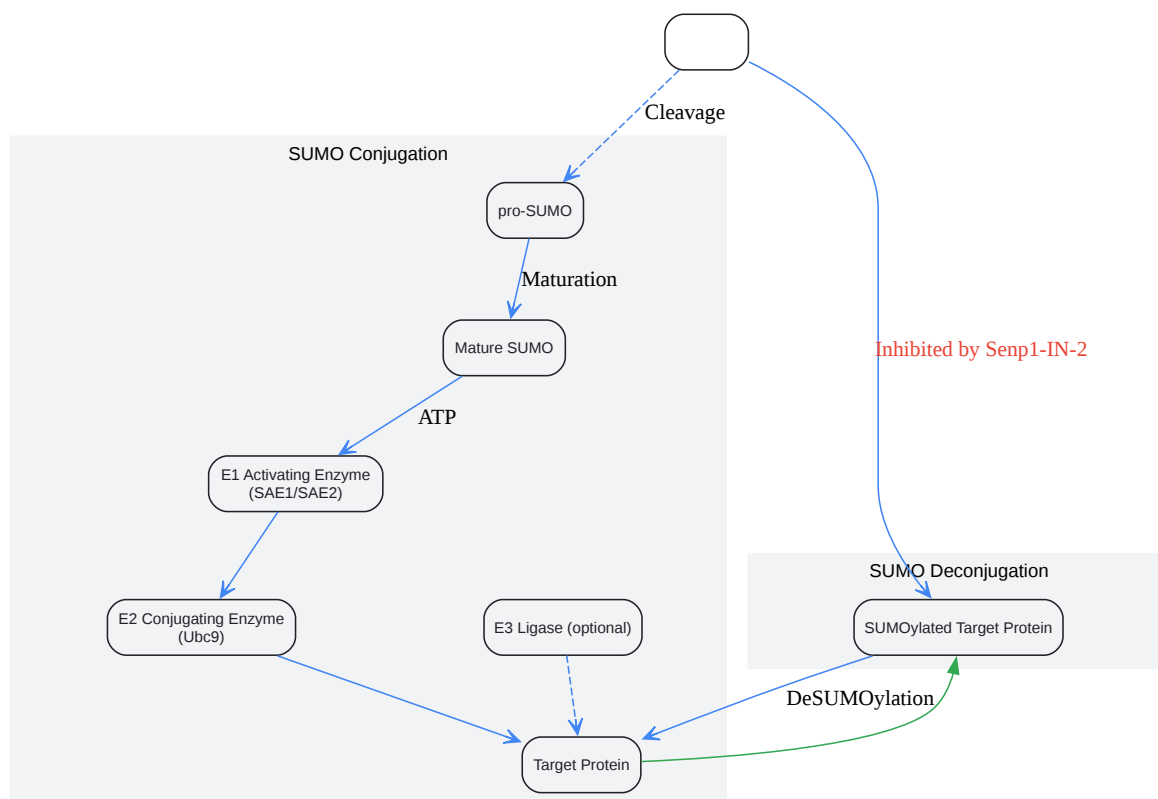 Cleavage
SUMO Conjugation
pro-SUMO
Maturation
Mature SUMO
Inhibited by Senp1-IN-2
ATP
E1 Activating Enzyme
(SAE1/SAE2)
SUMO Deconjugation
E2 Conjugating Enzyme
(Ubc9)
E3 Ligase (optional)
SUMOylated Target Protein
DeSUMOylation
Target Protein